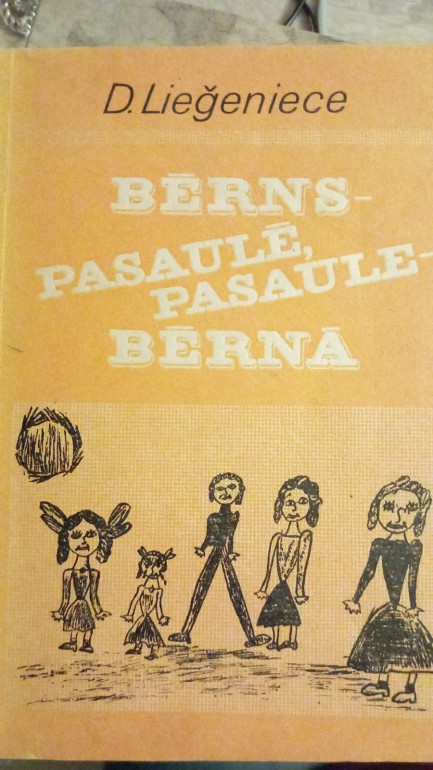 D. Lieģeniece
BĒRNS-
PASAULĒ,
PASAULE-
BĒRNĀ